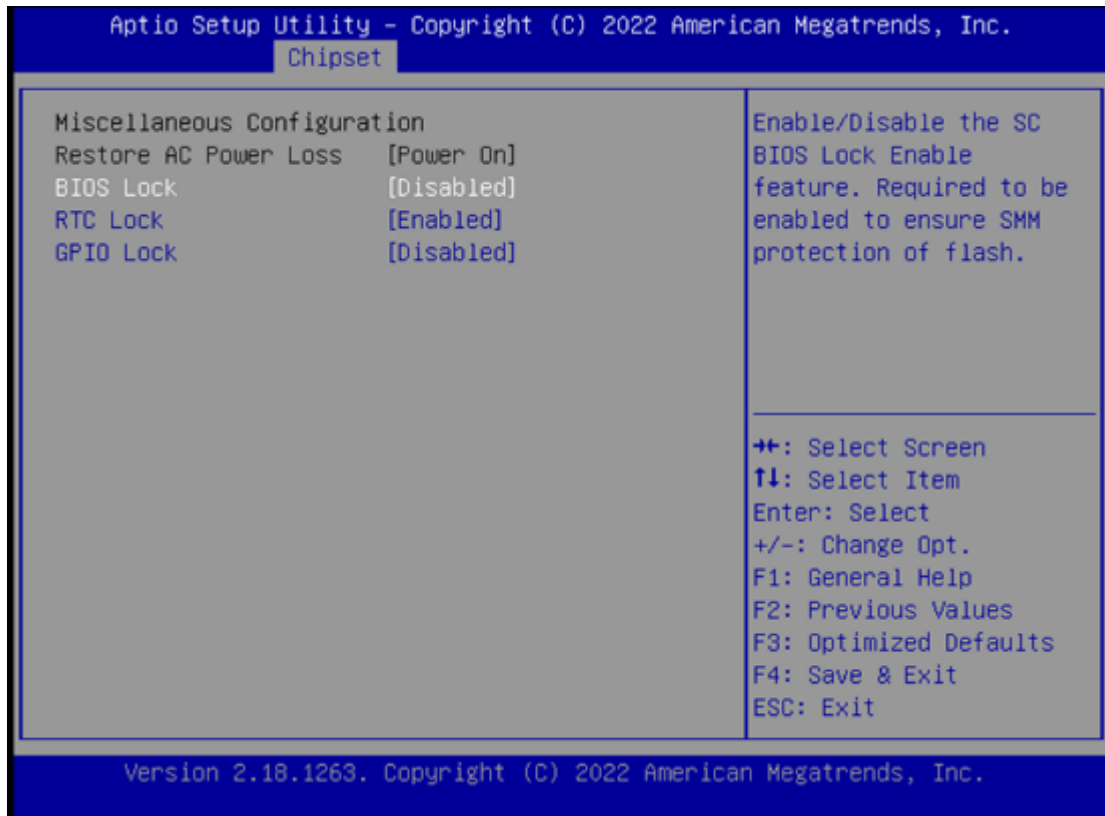 Aptio Setup Utility – Copyright (C) 2022 American Megatrends, Inc.
Chipset
Miscellaneous Configuration
Restore AC Power Loss [Power On]
BIOS Lock [Disabled]
RTC Lock [Enabled]
GPIO Lock [Disabled]
Enable/Disable the SC
BIOS Lock Enable
feature. Required to be
enabled to ensure SMM
protection of flash.
→←: Select Screen
↑↓: Select Item
Enter: Select
+/-: Change Opt.
F1: General Help
F2: Previous Values
F3: Optimized Defaults
F4: Save & Exit
ESC: Exit
Version 2.18.1263. Copyright (C) 2022 American Megatrends, Inc.